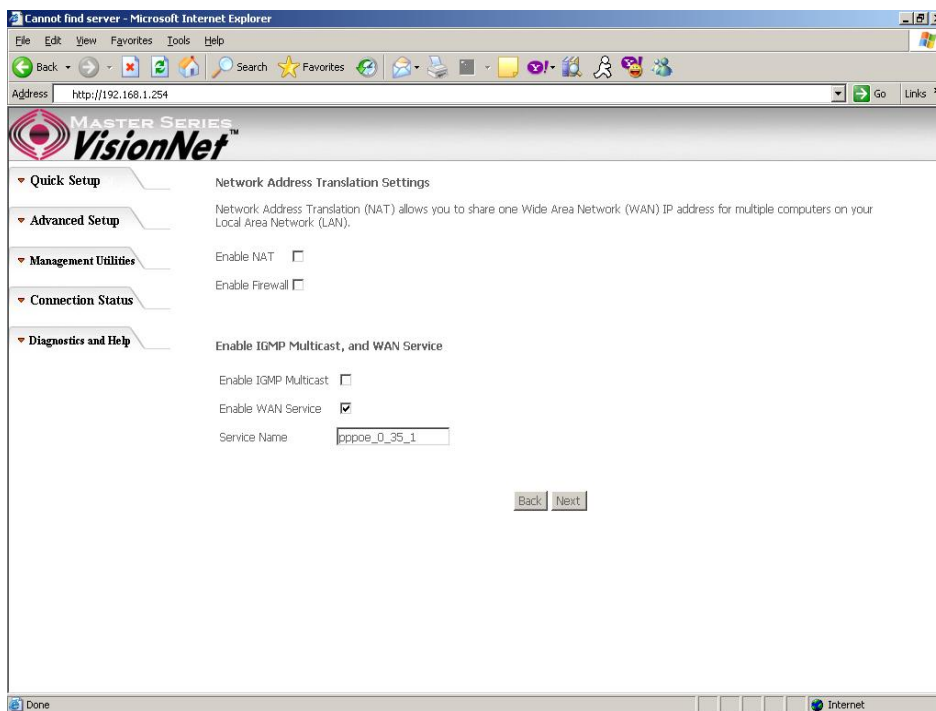 Cannot find server - Microsoft Internet Explorer
File Edit View Favorites Tools Help
Back Search Favorites
Address http://192.168.1.254 Go Links
MASTER SERIES
VisionNet™
Quick Setup
Advanced Setup
Management Utilities
Connection Status
Diagnostics and Help
Network Address Translation Settings
Network Address Translation (NAT) allows you to share one Wide Area Network (WAN) IP address for multiple computers on your
Local Area Network (LAN).
Enable NAT
Enable Firewall
Enable IGMP Multicast, and WAN Service
Enable IGMP Multicast
Enable WAN Service
Service Name pppoe_0_35_1
Back Next
Done Internet